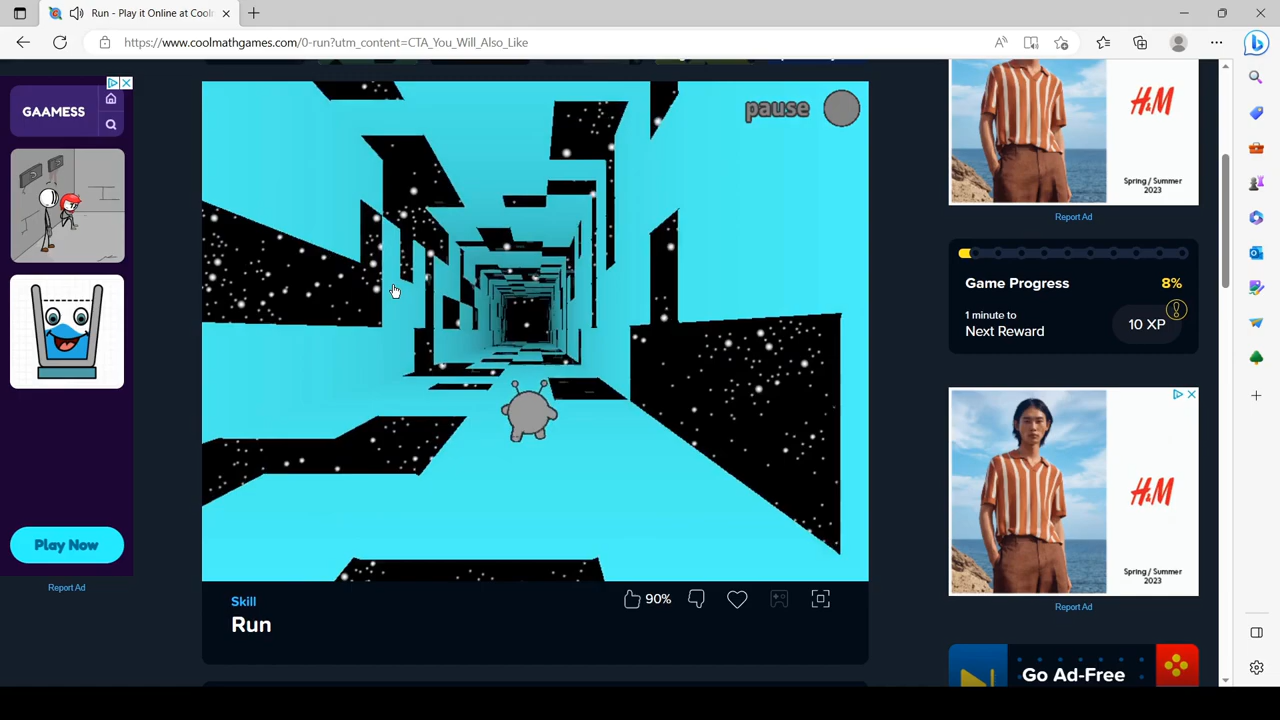 Run - Play it Online at Cool
https://www.coolmathgames.com/0-run?utm_content=CTA_You_Will_Also_Like
GAAMESS
Play Now
Report Ad
pause
Skill
Run
90%
H&M
Spring / Summer
2023
Report Ad
Game Progress
8%
1 minute to
Next Reward
10 XP
H&M
Spring / Summer
2023
Report Ad
Go Ad-Free